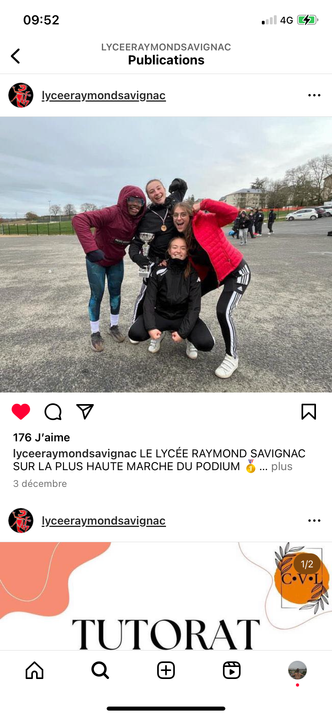 09:52
4G
LYCEERAYMONDSAVIGNAC
Publications
lyceeraymondsavignac
176 J'aime
lyceeraymondsavignac LE LYCÉE RAYMOND SAVIGNAC
SUR LA PLUS HAUTE MARCHE DU PODIUM 🥇 ... plus
3 décembre
lyceeraymondsavignac
1/2
C•V•L
TUTORAT